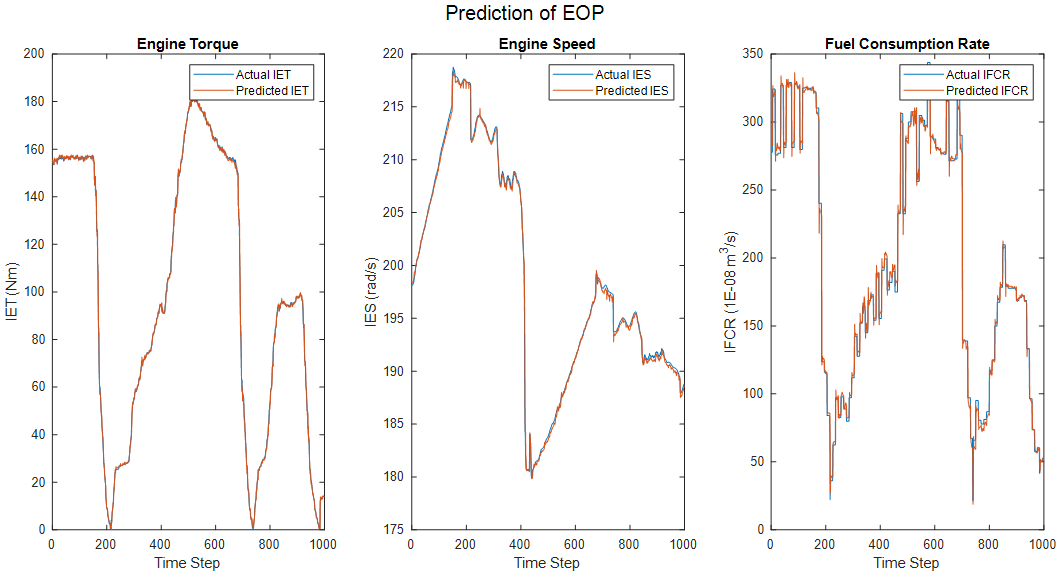 Prediction of EOP
Engine Torque
Engine Speed
Fuel Consumption Rate
Actual IET
Predicted IET
Actual IES
Predicted IES
Actual IFCR
Predicted IFCR
IET (Nm)
200
180
160
140
120
100
80
60
40
20
0
0 200 400 600 800 1000
Time Step
IES (rad/s)
220
215
210
205
200
195
190
185
180
175
0 200 400 600 800 1000
Time Step
IFCR (1E-08 m³/s)
350
300
250
200
150
100
50
0
0 200 400 600 800 1000
Time Step